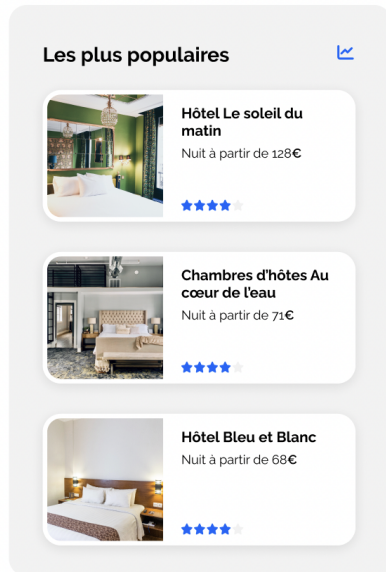 Les plus populaires
Hôtel Le soleil du
matin
Nuit à partir de 128€
Chambres d'hôtes Au
cœur de l'eau
Nuit à partir de 71€
Hôtel Bleu et Blanc
Nuit à partir de 68€